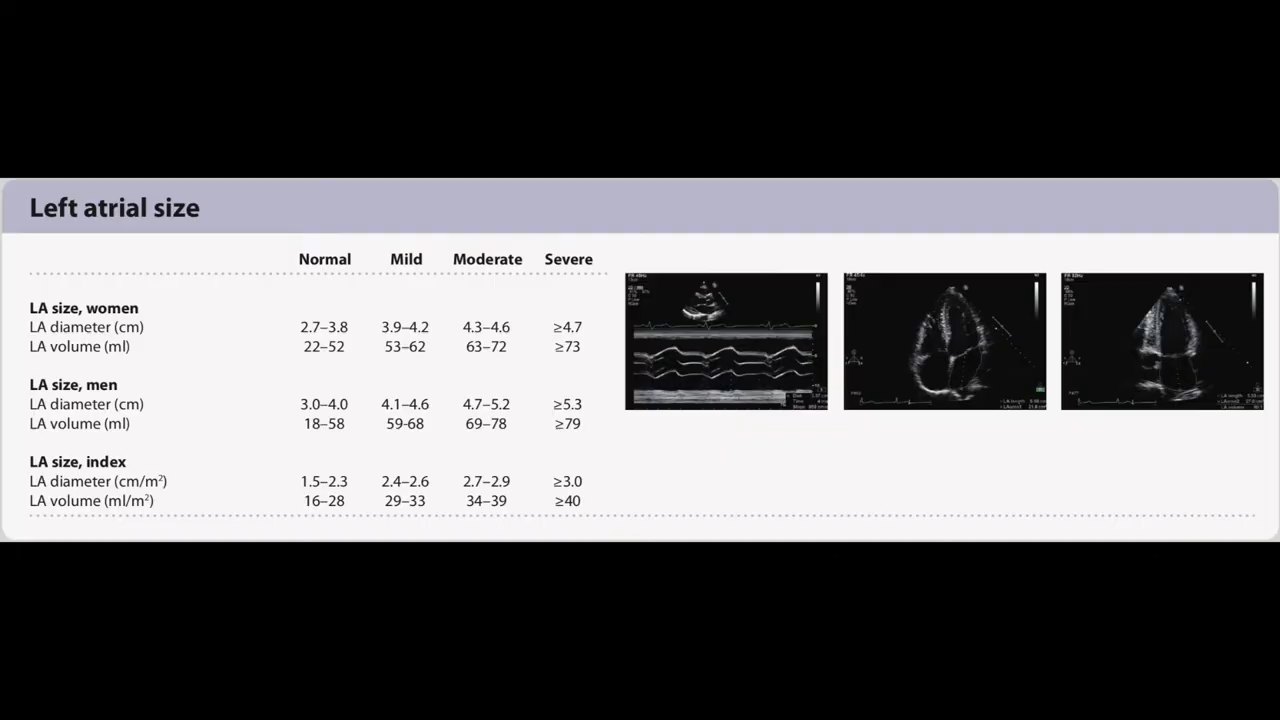 Left atrial size
Normal Mild Moderate Severe
LA size, women
LA diameter (cm) 2.7–3.8 3.9–4.2 4.3–4.6 ≥4.7
LA volume (ml) 22–52 53–62 63–72 ≥73
LA size, men
LA diameter (cm) 3.0–4.0 4.1–4.6 4.7–5.2 ≥5.3
LA volume (ml) 18–58 59-68 69–78 ≥79
LA size, index
LA diameter (cm/m²) 1.5–2.3 2.4–2.6 2.7–2.9 ≥3.0
LA volume (ml/m²) 16–28 29–33 34–39 ≥40